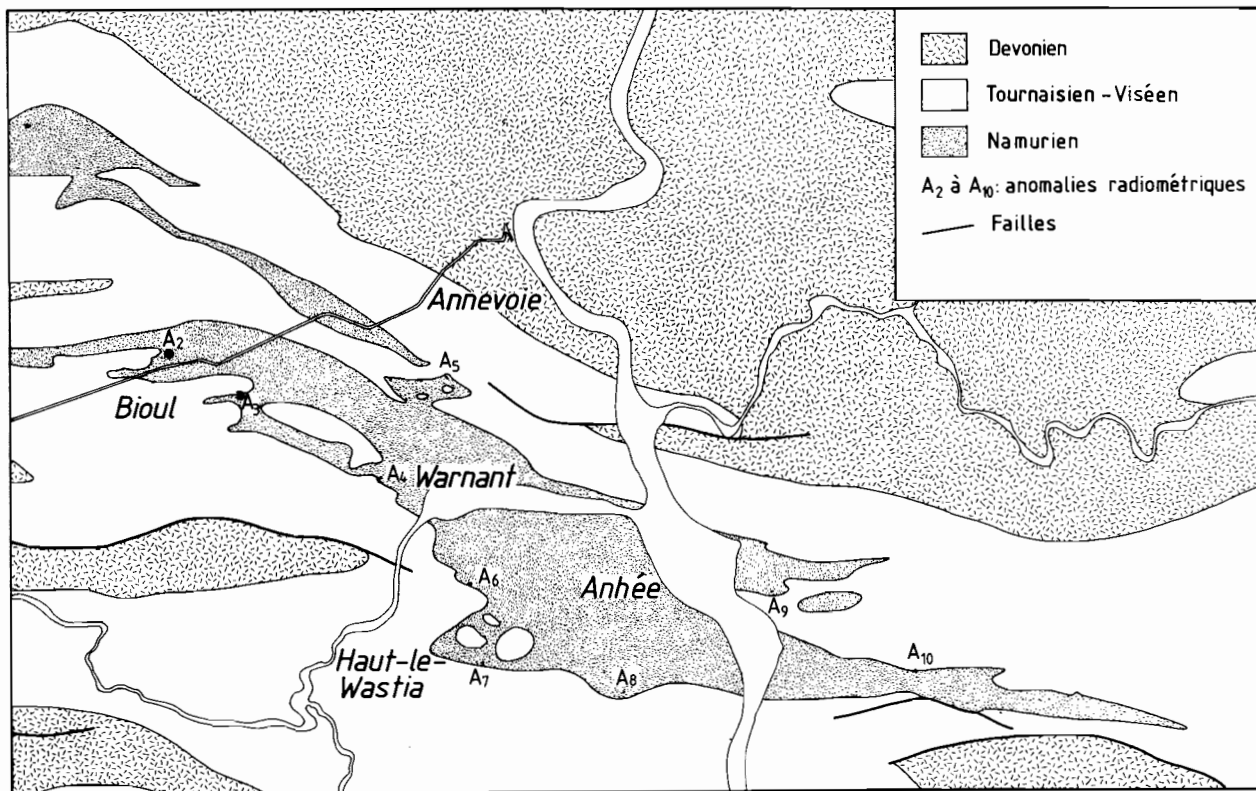 Devonien
Tournaisien - Viséen
Namurien
A₂ à A₁₀: anomalies radiométriques
Failles
Annevoie
A₂
A₅
Bioul
A₃
A₄
Warnant
A₆
Anhée
A₉
Haut-le-
Wastia
A₇
A₈
A₁₀